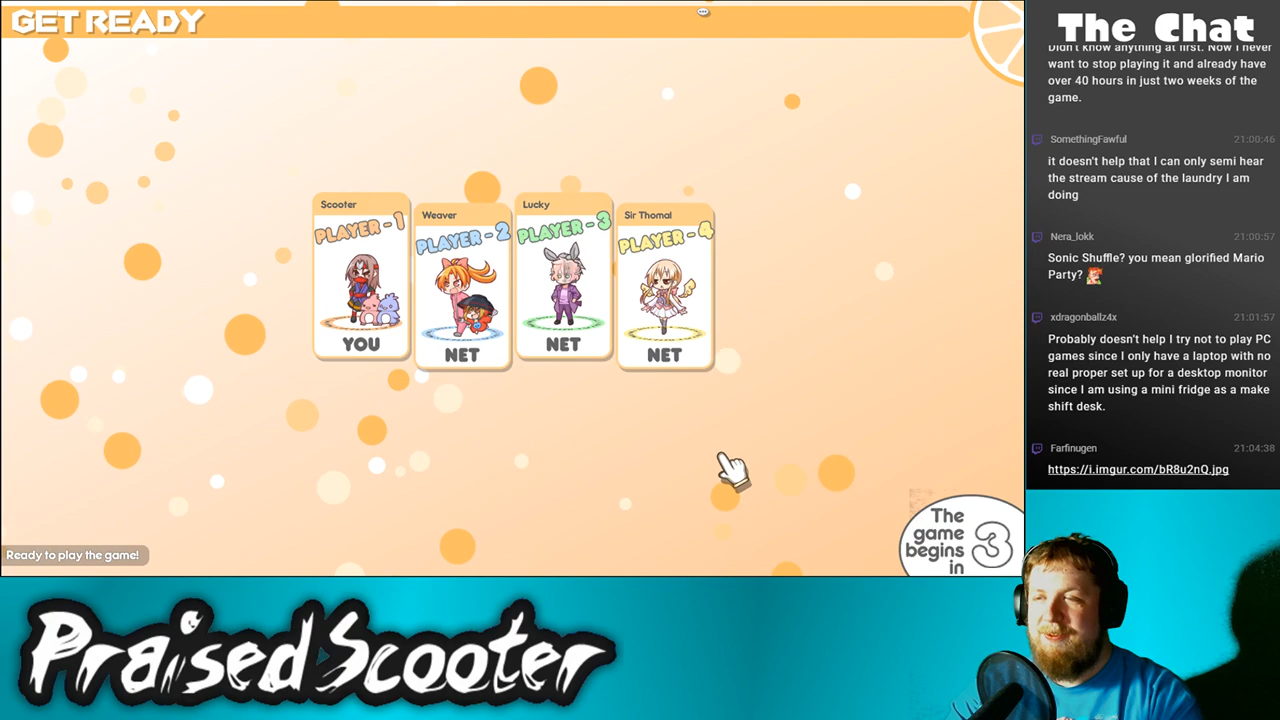 GET READY
Scooter
PLAYER-1
YOU
Weaver
PLAYER-2
NET
Lucky
PLAYER-3
NET
Sir Thomal
PLAYER-4
NET
The
game
begins
in
3
Ready to play the game!
PraisedScooter
The Chat
Didn't know anything at first. Now I never
want to stop playing it and already have
over 40 hours in just two weeks of the
game.
SomethingFawful 21:00:46
it doesn't help that I can only semi hear
the stream cause of the laundry I am
doing
Nera_lokk 21:00:57
Sonic Shuffle? you mean glorified Mario
Party?
xdragonballz4x 21:01:57
Probably doesn't help I try not to play PC
games since I only have a laptop with no
real proper set up for a desktop monitor
since I am using a mini fridge as a make
shift desk.
Farfinugen 21:04:38
https://i.imgur.com/bR8u2nQ.jpg